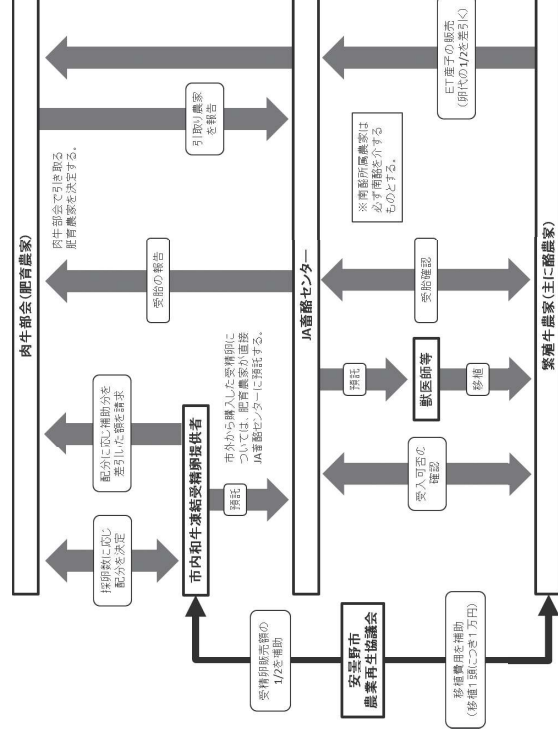 肉牛部会（肥育農家）
採卵数に応じ
配分を決定
配分に応じ補助分を
差引いた額を請求
受胎の報告
肉牛部会で引き取る
肥育農家を決定する。
引取り農家
を報告
市内和牛凍結受精卵提供者
預託
市外から購入した受精卵に
ついては、肥育農家が直接
JA畜酪センターに預託する。
受精卵販売額の
1/2を補助
安曇野市
農業再生協議会
移植費用を補助
（移植１頭につき１万円）
JA畜酪センター
受入可否の
確認
預託
獣医師等
移植
受胎確認
※南酪所属農家は
必ず南酪を介する
ものとする。
ET産子の販売
（卵代の1/2を差引く）
繁殖牛農家（主に酪農家）